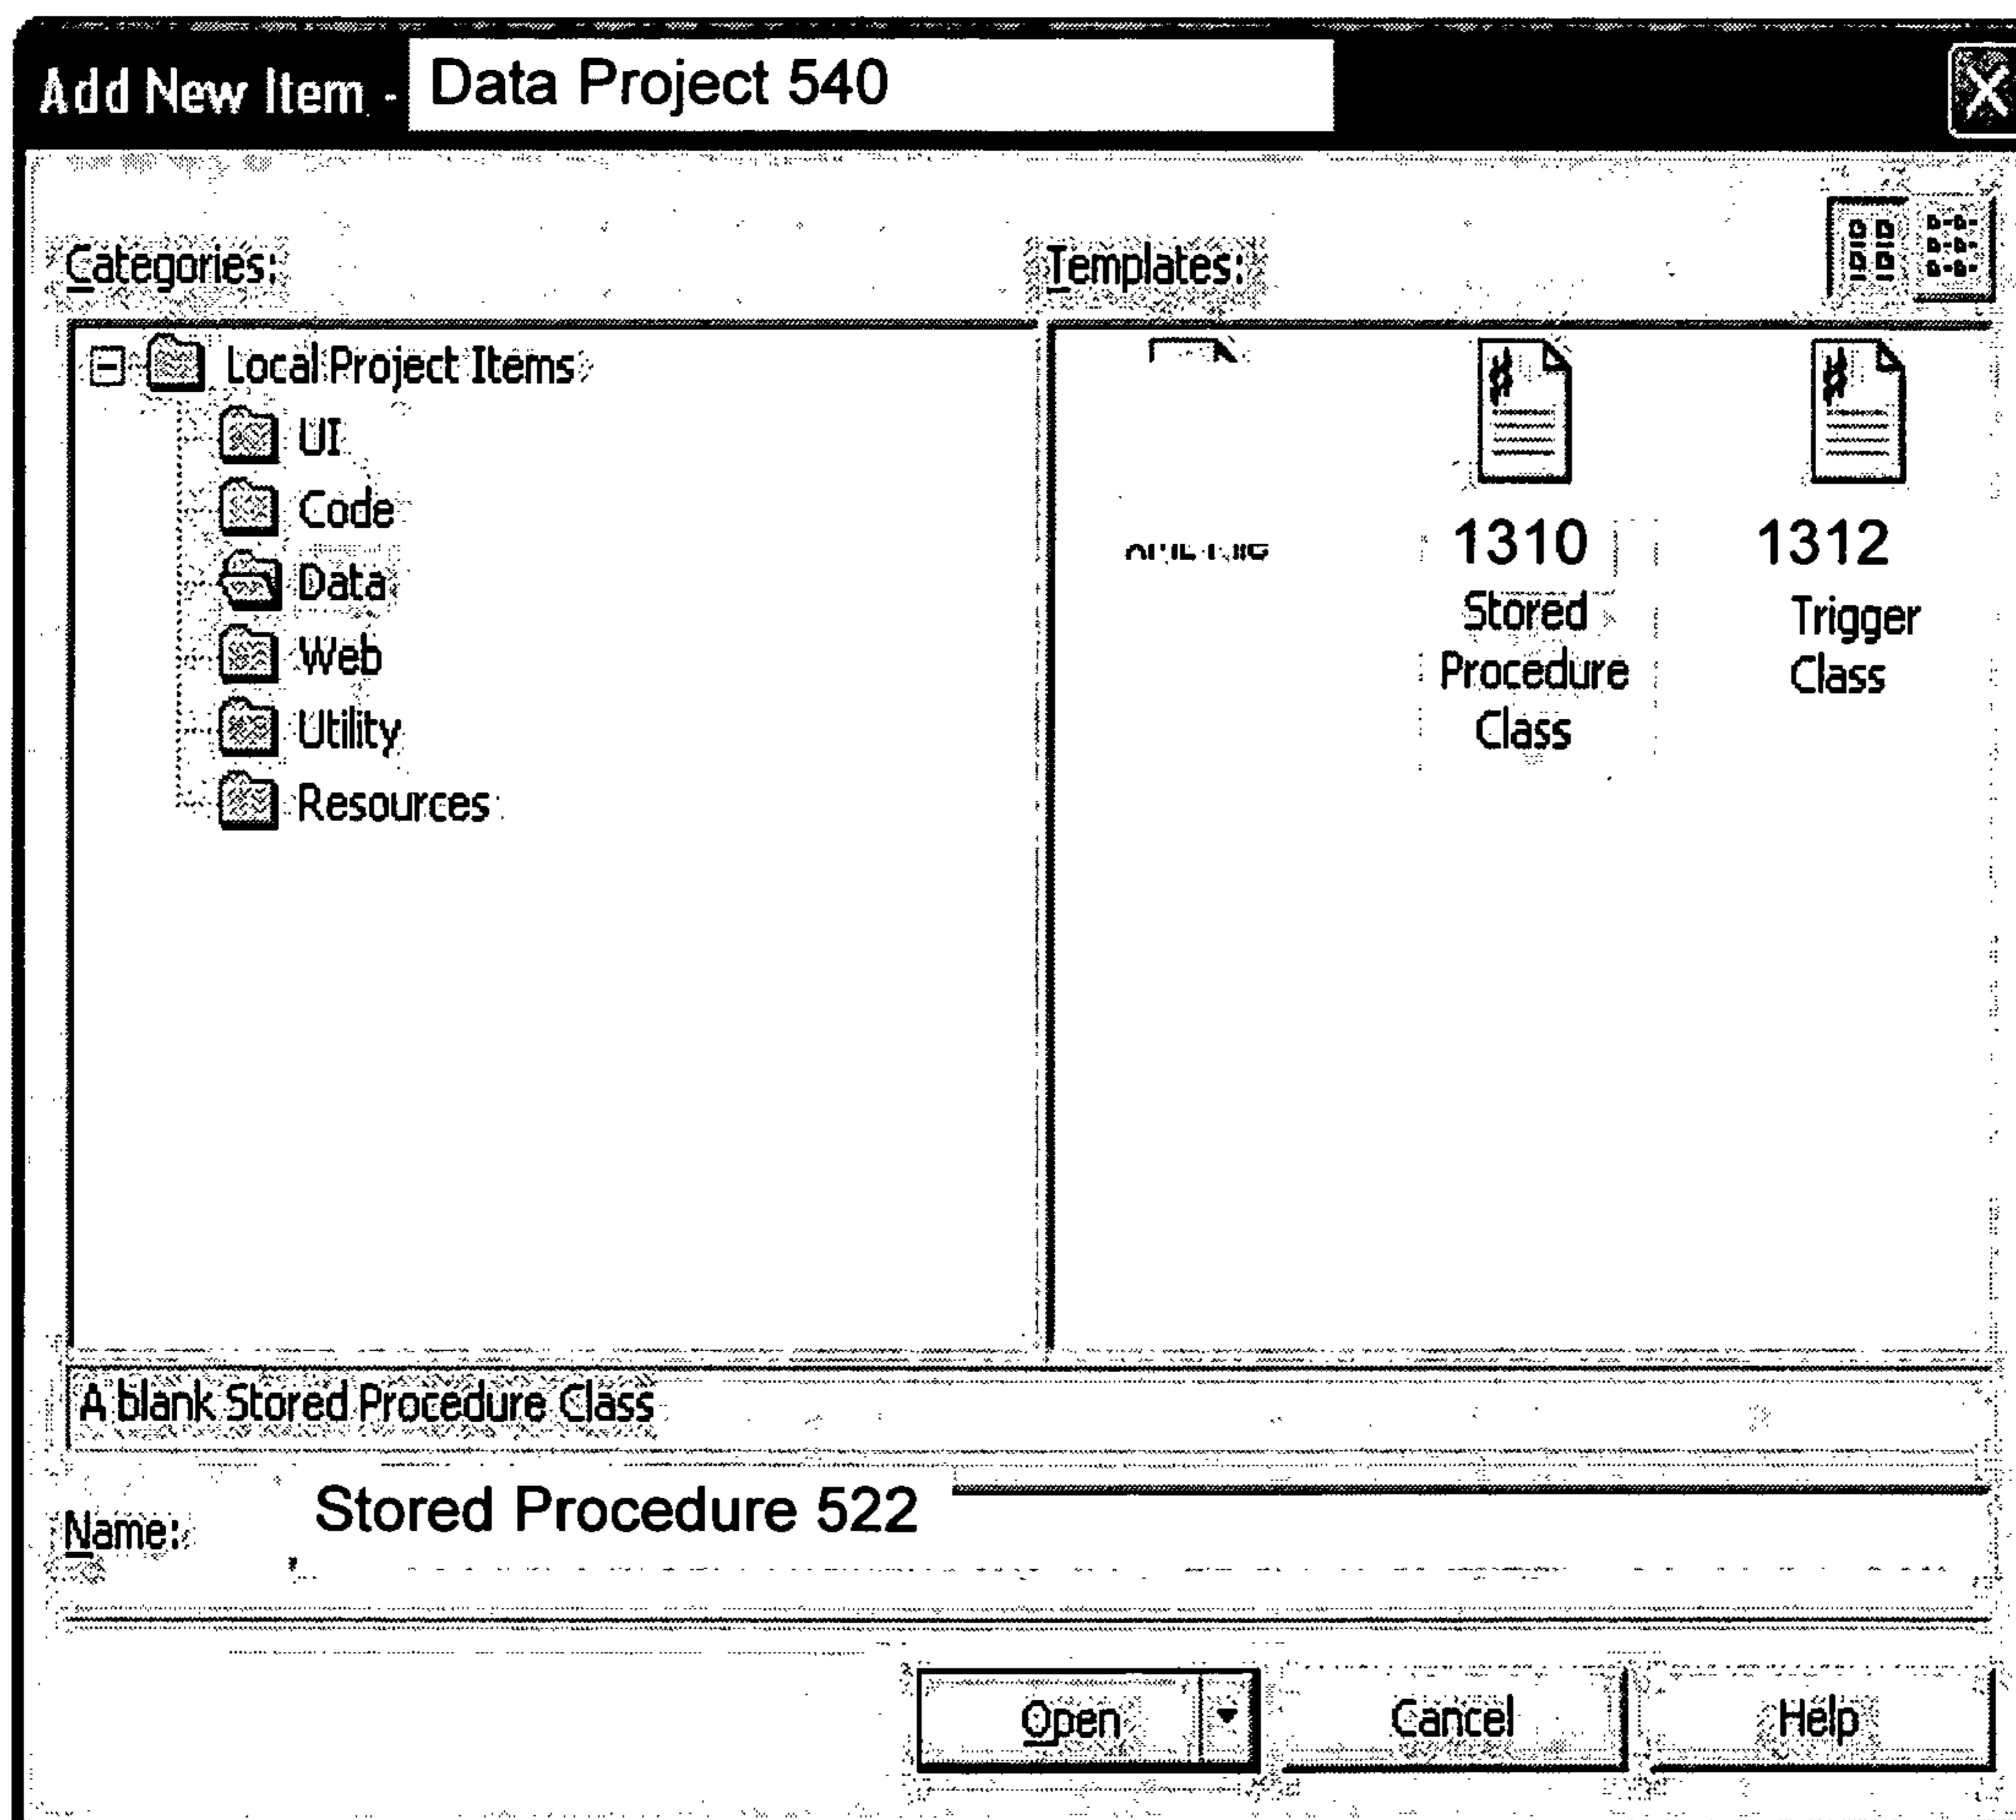 Add New Item - Data Project 540
Categories:
Templates:
Local Project Items
UI
Code
Data
Web
Utility
Resources
1310
Stored
Procedure
Class
1312
Trigger
Class
A blank Stored Procedure Class
Name: Stored Procedure 522
Open
Cancel
Help